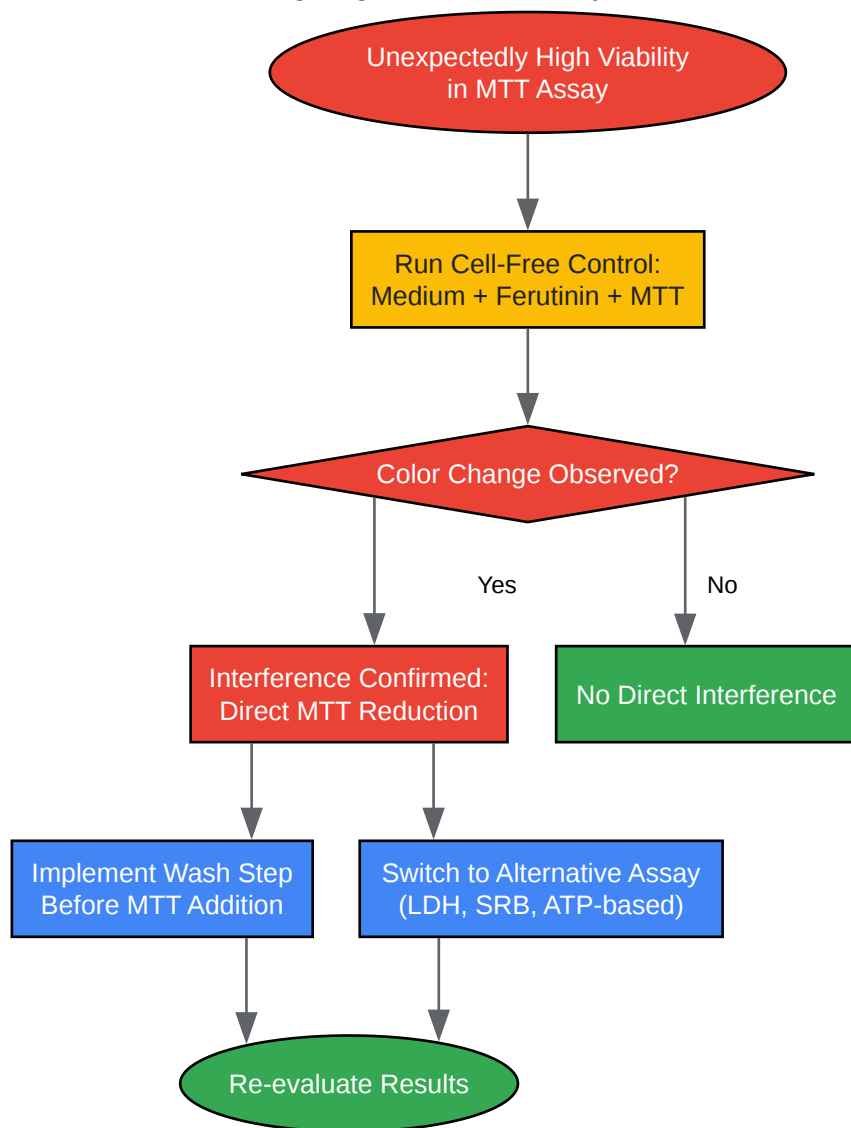 Unexpectedly High Viability
in MTT Assay
Run Cell-Free Control:
Medium + Ferutinin + MTT
Color Change Observed?
Yes
No
Interference Confirmed:
Direct MTT Reduction
No Direct Interference
Implement Wash Step
Before MTT Addition
Switch to Alternative Assay
(LDH, SRB, ATP-based)
Re-evaluate Results